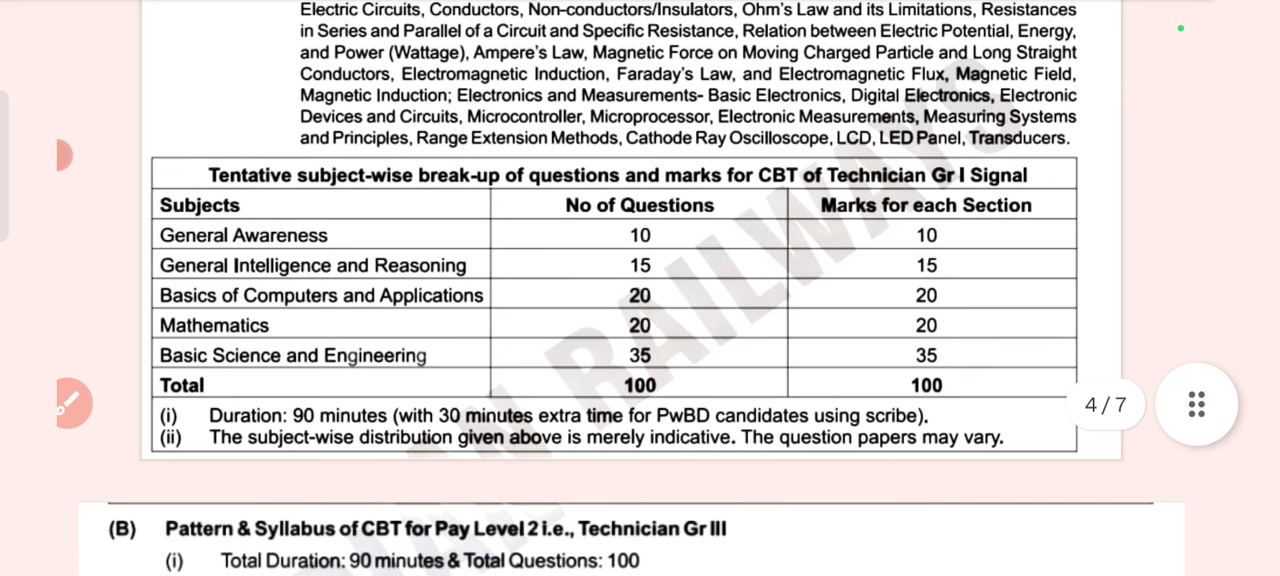 Electric Circuits, Conductors, Non-conductors/Insulators, Ohm's Law and its Limitations, Resistances
in Series and Parallel of a Circuit and Specific Resistance, Relation between Electric Potential, Energy,
and Power (Wattage), Ampere's Law, Magnetic Force on Moving Charged Particle and Long Straight
Conductors, Electromagnetic Induction, Faraday's Law, and Electromagnetic Flux, Magnetic Field,
Magnetic Induction; Electronics and Measurements- Basic Electronics, Digital Electronics, Electronic
Devices and Circuits, Microcontroller, Microprocessor, Electronic Measurements, Measuring Systems
and Principles, Range Extension Methods, Cathode Ray Oscilloscope, LCD, LED Panel, Transducers.
Tentative subject-wise break-up of questions and marks for CBT of Technician Gr I Signal
Subjects No of Questions Marks for each Section
General Awareness 10 10
General Intelligence and Reasoning 15 15
Basics of Computers and Applications 20 20
Mathematics 20 20
Basic Science and Engineering 35 35
Total 100 100
(i) Duration: 90 minutes (with 30 minutes extra time for PwBD candidates using scribe).
(ii) The subject-wise distribution given above is merely indicative. The question papers may vary.
4 / 7
(B) Pattern & Syllabus of CBT for Pay Level 2 i.e., Technician Gr III
(i) Total Duration: 90 minutes & Total Questions: 100
RAILWAYS